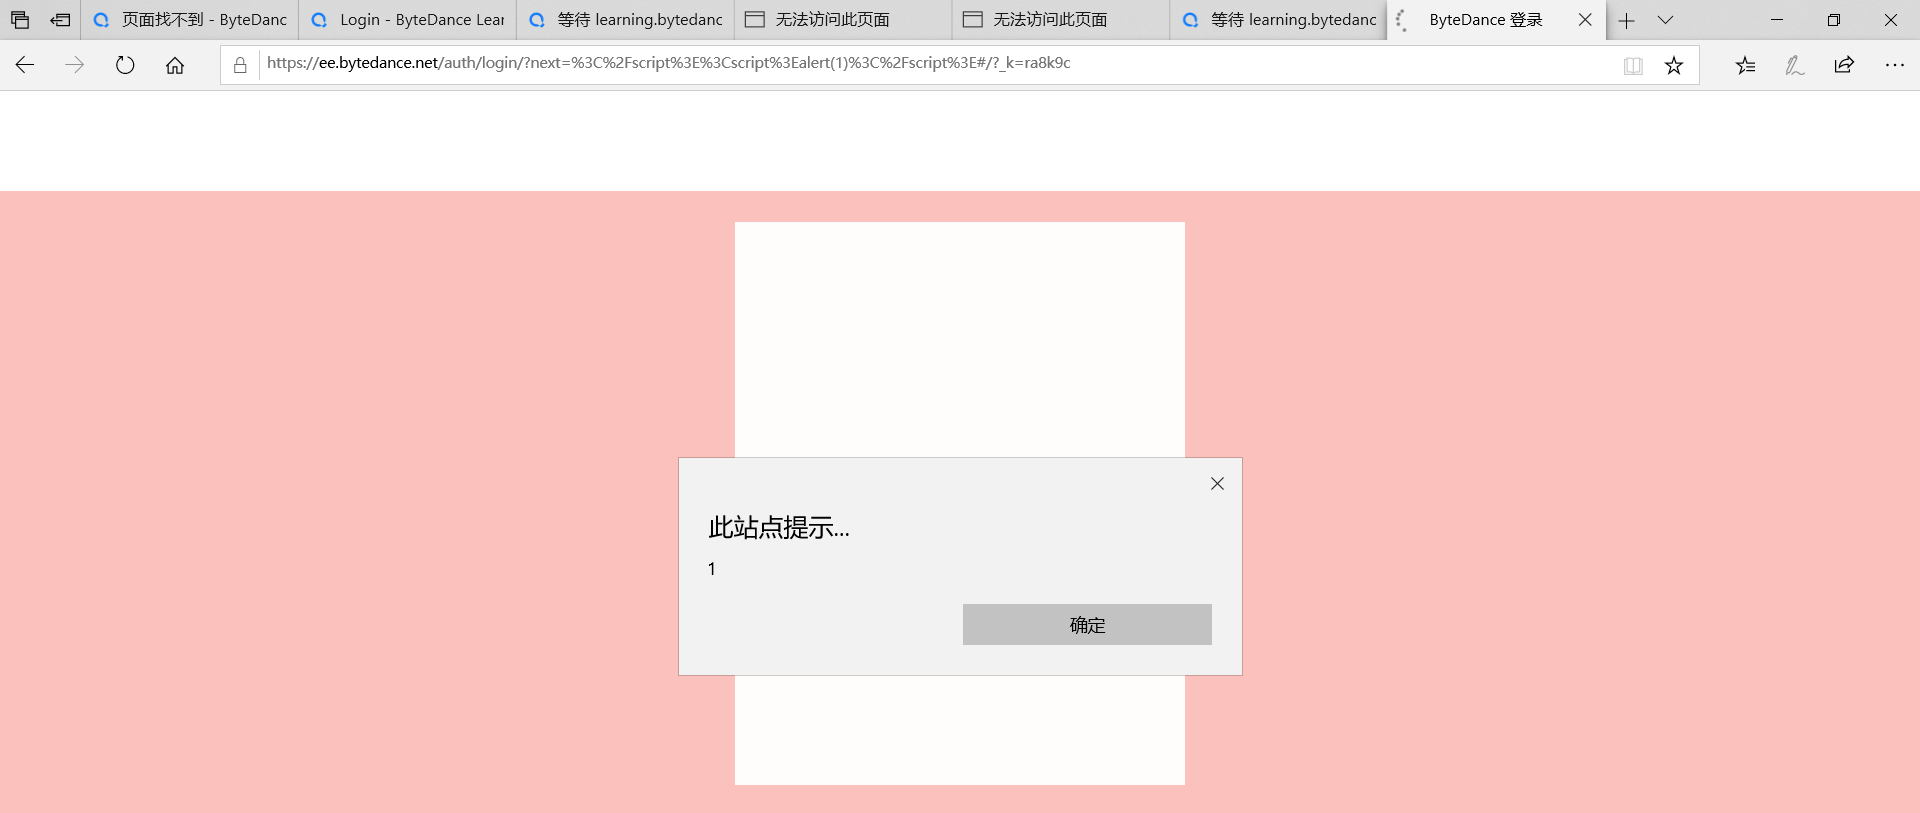 页面找不到 - ByteDanc
Login - ByteDance Lear
等待 learning.bytedanc
无法访问此页面
无法访问此页面
等待 learning.bytedanc
ByteDance 登录
https://ee.bytedance.net/auth/login/?next=%3C%2Fscript%3E%3Cscript%3Ealert(1)%3C%2Fscript%3E#/?_k=ra8k9c
此站点提示...
1
确定